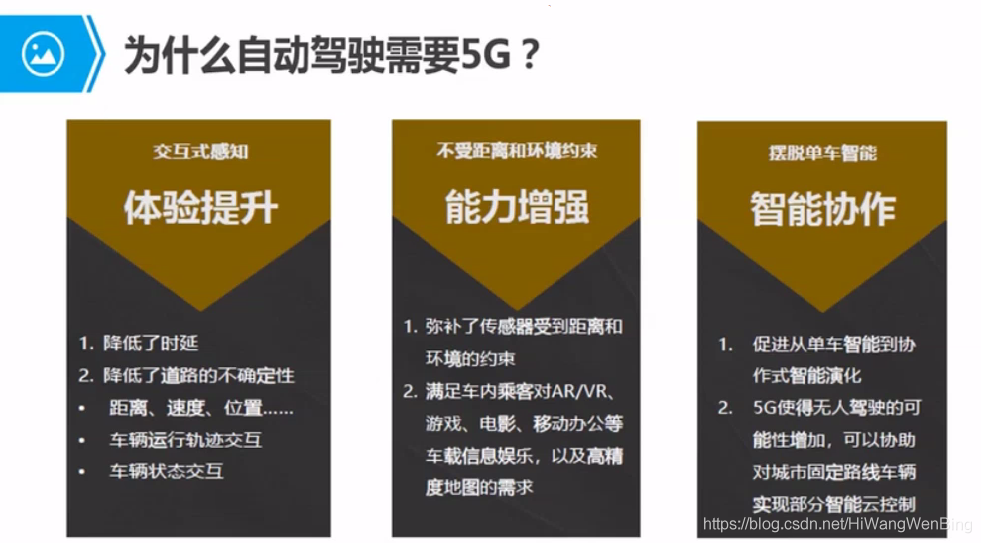 为什么自动驾驶需要5G？
交互式感知
体验提升
1. 降低了时延
2. 降低了道路的不确定性
• 距离、速度、位置……
• 车辆运行轨迹交互
• 车辆状态交互
不受距离和环境约束
能力增强
1. 弥补了传感器受到距离和
环境的约束
2. 满足车内乘客对AR/VR、
游戏、电影、移动办公等
车载信息娱乐，以及高精
度地图的需求
摆脱单车智能
智能协作
1. 促进从单车智能到协
作式智能演化
2. 5G使得无人驾驶的可
能性增加，可以协助
对城市固定路线车辆
实现部分智能云控制
https://blog.csdn.net/HiWangWenBing